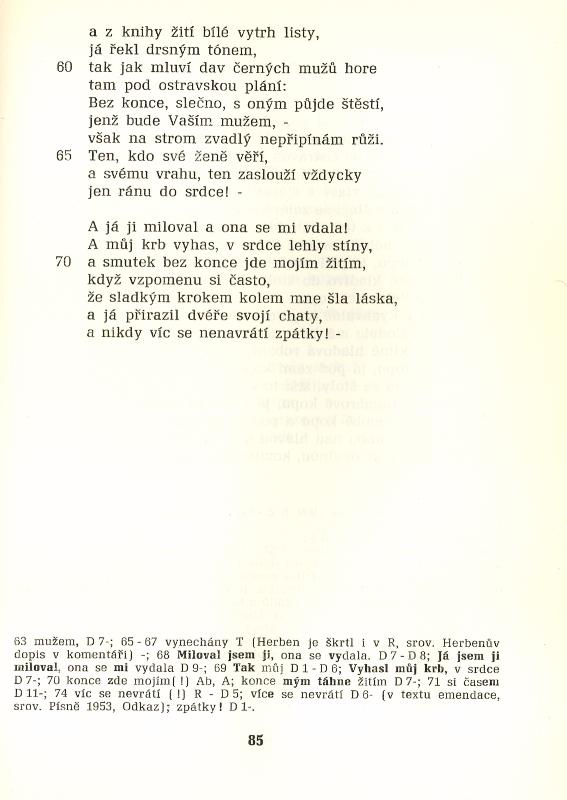 a z knihy žití bílé vytrh listy,
já řekl drsným tónem,
60 tak jak mluví dav černých mužů hore
tam pod ostravskou plání:
Bez konce, slečno, s oným půjde štěstí,
jenž bude Vaším mužem, -
však na strom zvadlý nepřipínám růži.
65 Ten, kdo své ženě věří,
a svému vrahu, ten zaslouží vždycky
jen ránu do srdce! -
A já ji miloval a ona se mi vdala!
A můj krb vyhas, v srdce lehly stíny,
70 a smutek bez konce jde mojím žitím,
když vzpomenu si často,
že sladkým krokem kolem mne šla láska,
a já přirazil dvéře svojí chaty,
a nikdy víc se nenavrátí zpátky! -
63 mužem, D 7-; 65 - 67 vynechány T (Herben je škrtl i v R, srov. Herbenův
dopis v komentáři) -; 68 Miloval jsem ji, ona se vydala. D 7 - D 8; Já jsem ji
miloval, ona se mi vydala D 9-; 69 Tak můj D 1 - D 6; Vyhasl můj krb, v srdce
D 7-; 70 konce zde mojím(!) Ab, A; konce mým táhne žitím D 7-; 71 si časem
D 11-; 74 víc se nevrátí (!) R - D 5; více se nevrátí D 6- (v textu emendace,
srov. Písně 1953, Odkaz); zpátky! D 1-.
85